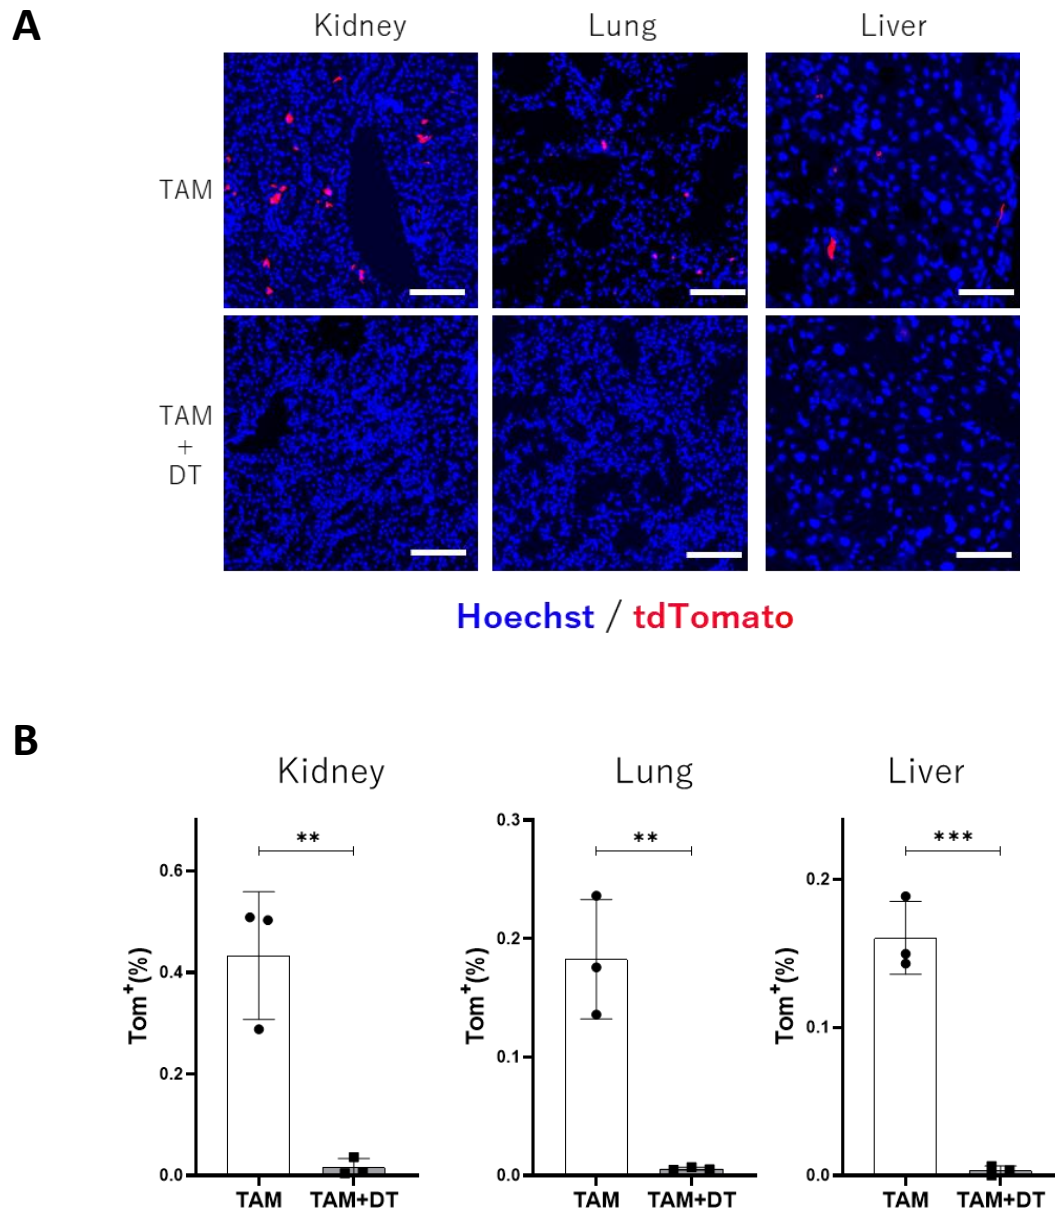 A
Kidney Lung Liver
TAM
TAM
+
DT
Hoechst / tdTomato
B
Kidney Lung Liver
** ** ***
Tom+(%)
0.6
0.4
0.2
0.0
TAM TAM+DT
Tom+(%)
0.3
0.2
0.1
0.0
TAM TAM+DT
Tom+(%)
0.2
0.1
0.0
TAM TAM+DT